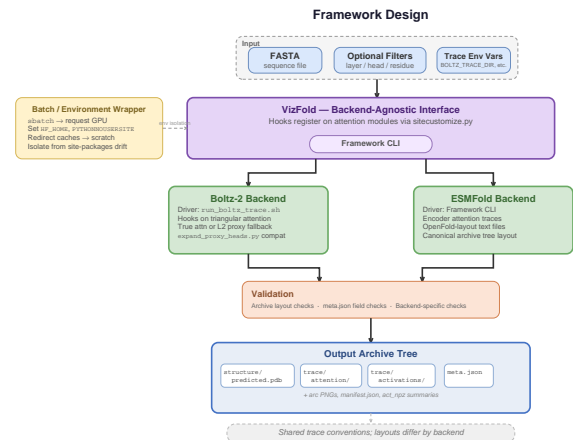 Framework Design
Input
FASTA
sequence file
Optional Filters
layer / head / residue
Trace Env Vars
BOLTZ_TRACE_DIR, etc.
Batch / Environment Wrapper
sbatch → request GPU
Set HF_HOME, PYTHONNOUSERSITE
Redirect caches → scratch
Isolate from site-packages drift
env isolation
VizFold — Backend-Agnostic Interface
Hooks register on attention modules via sitecustomize.py
Framework CLI
Boltz-2 Backend
Driver: run_boltz_trace.sh
Hooks on triangular attention
True attn or L2 proxy fallback
expand_proxy_heads.py compat
ESMFold Backend
Driver: Framework CLI
Encoder attention traces
OpenFold-layout text files
Canonical archive tree layout
Validation
Archive layout checks · meta.json field checks · Backend-specific checks
Output Archive Tree
structure/
predicted.pdb
trace/
attention/
trace/
activations/
meta.json
+ arc PNGs, manifest.json, act_npz summaries
Shared trace conventions; layouts differ by backend